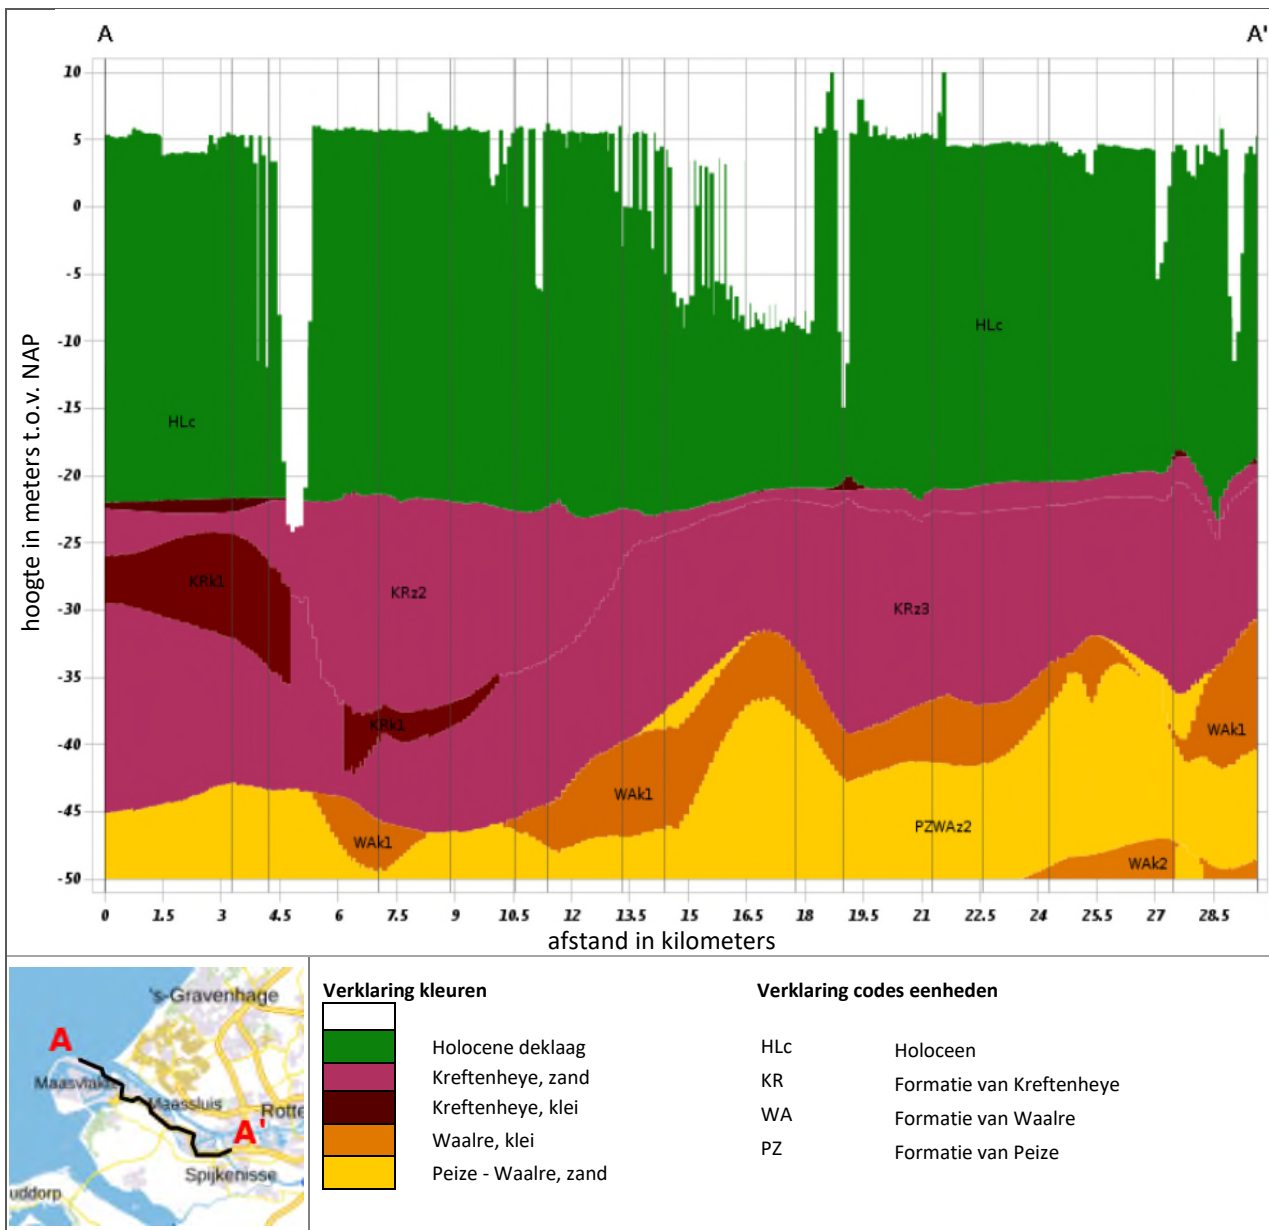 A A'
10
5
0
-5
-10
-15
-20
-25
-30
-35
-40
-45
-50
hoogte in meters t.o.v. NAP
HLc
HLc
KRk1
KRz2
KRz3
KRk1
WAk1
WAk1
WAk1
PZWAz2
WAk2
0 1.5 3 4.5 6 7.5 9 10.5 12 13.5 15 16.5 18 19.5 21 22.5 24 25.5 27 28.5
afstand in kilometers
's-Gravenhage
A
Maasvlakte
Maassluis
Rotte
A'
Spijkenisse
uddorp
Verklaring kleuren
Holocene deklaag
Kreftenheye, zand
Kreftenheye, klei
Waalre, klei
Peize - Waalre, zand
Verklaring codes eenheden
HLc Holoceen
KR Formatie van Kreftenheye
WA Formatie van Waalre
PZ Formatie van Peize